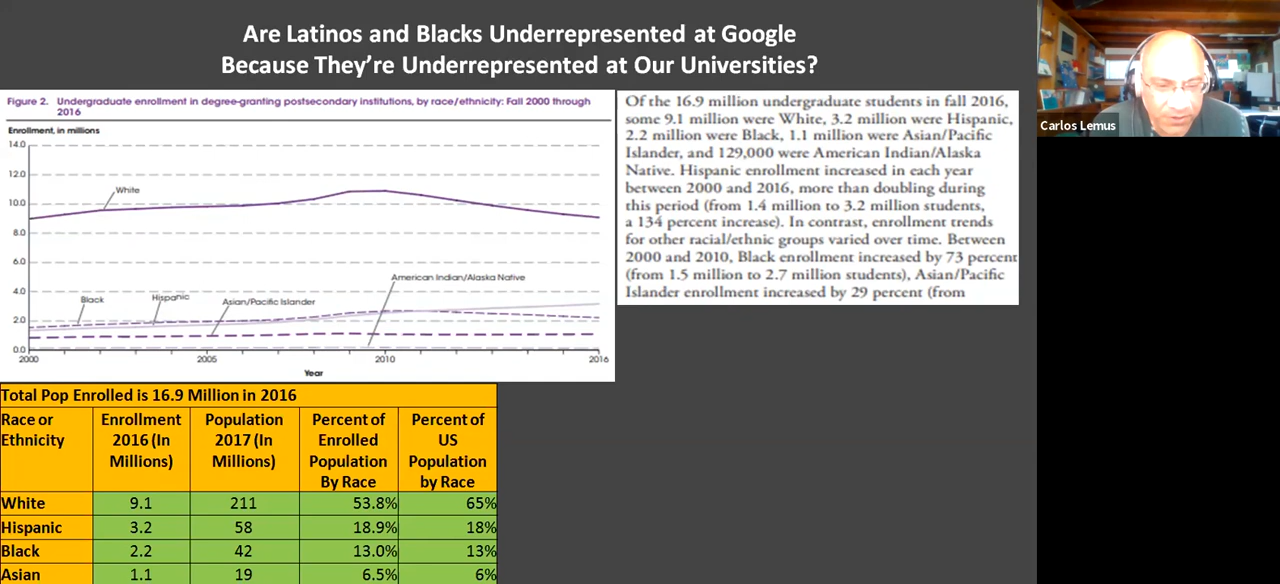 Are Latinos and Blacks Underrepresented at Google
Because They’re Underrepresented at Our Universities?
Figure 2. Undergraduate enrollment in degree-granting postsecondary institutions, by race/ethnicity: Fall 2000 through
2016
Enrollment, in millions
14.0
12.0
10.0
8.0
6.0
4.0
2.0
0.0
White
American Indian/Alaska Native
Black
Hispanic
Asian/Pacific Islander
2000
2005
2010
2016
Year
Of the 16.9 million undergraduate students in fall 2016,
some 9.1 million were White, 3.2 million were Hispanic,
2.2 million were Black, 1.1 million were Asian/Pacific
Islander, and 129,000 were American Indian/Alaska
Native. Hispanic enrollment increased in each year
between 2000 and 2016, more than doubling during
this period (from 1.4 million to 3.2 million students,
a 134 percent increase). In contrast, enrollment trends
for other racial/ethnic groups varied over time. Between
2000 and 2010, Black enrollment increased by 73 percent
(from 1.5 million to 2.7 million students), Asian/Pacific
Islander enrollment increased by 29 percent (from
Carlos Lemus
Total Pop Enrolled is 16.9 Million in 2016
Race or
Ethnicity
Enrollment
2016 (In
Millions)
Population
2017 (In
Millions)
Percent of
Enrolled
Population
By Race
Percent of
US
Population
by Race
White 9.1 211 53.8% 65%
Hispanic 3.2 58 18.9% 18%
Black 2.2 42 13.0% 13%
Asian 1.1 19 6.5% 6%